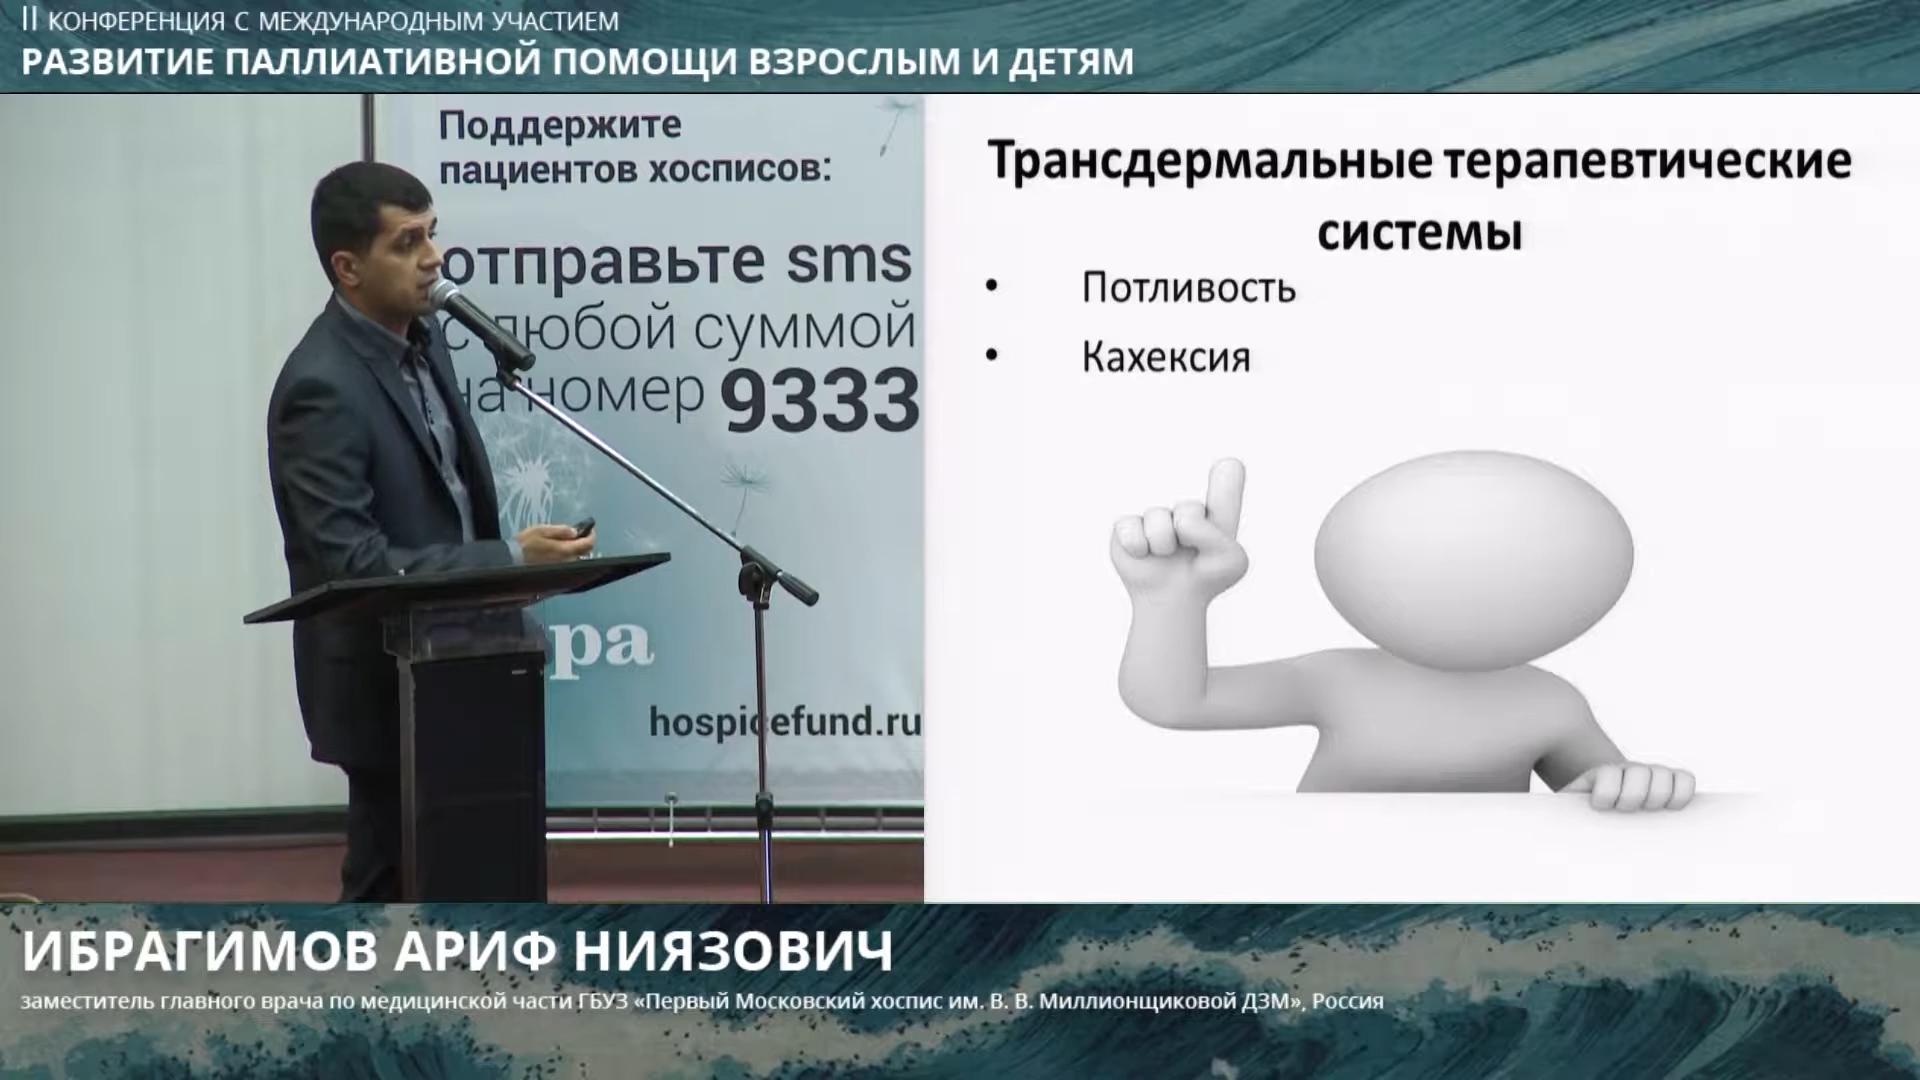 II КОНФЕРЕНЦИЯ С МЕЖДУНАРОДНЫМ УЧАСТИЕМ
РАЗВИТИЕ ПАЛЛИАТИВНОЙ ПОМОЩИ ВЗРОСЛЫМ И ДЕТЯМ
Поддержите
пациентов хосписов:
отправьте sms
с любой суммой
на номер 9333
ра
hospicefund.ru
Трансдермальные терапевтические
системы
• Потливость
• Кахексия
ИБРАГИМОВ АРИФ НИЯЗОВИЧ
заместитель главного врача по медицинской части ГБУЗ «Первый Московский хоспис им. В. В. Миллионщиковой ДЗМ», Россия